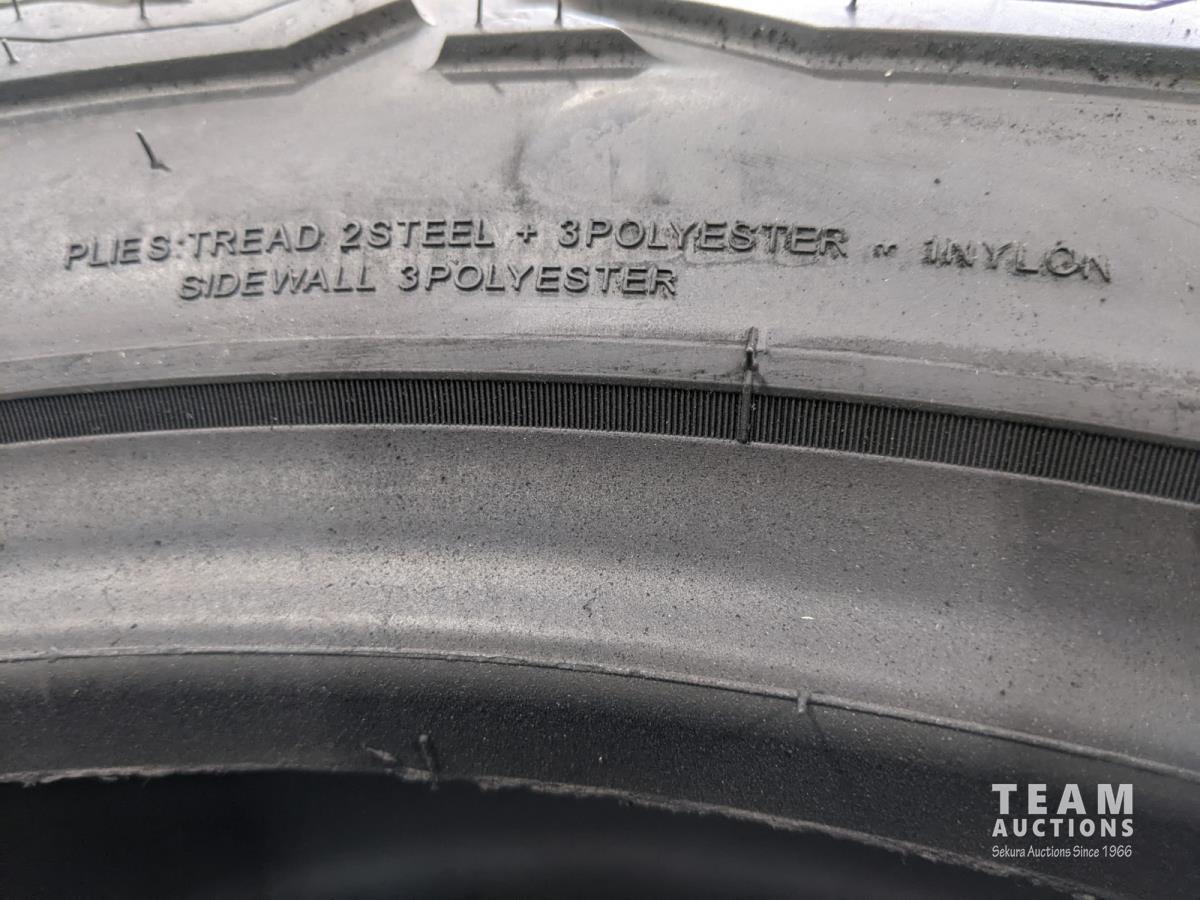 PLIES:TREAD 2STEEL + 3POLYESTER + 1NYLON
SIDEWALL 3POLYESTER
TEAM
AUCTIONS
Sekura Auctions Since 1966